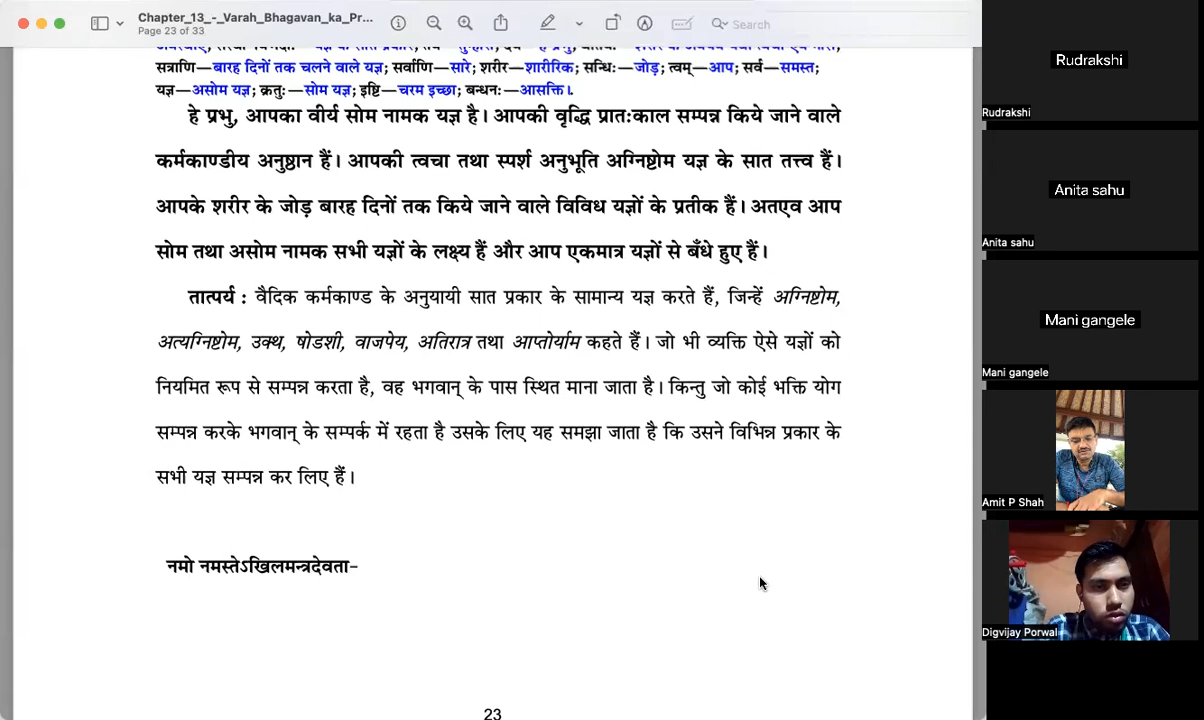 Chapter_13_-_Varah_Bhagavan_ka_Pr...
Page 23 of 33
Search
सत्राणि—बारह दिनों तक चलने वाले यज्ञ; सर्वाणि—सारे; शरीर—शारीरिक; सन्धिः—जोड़; त्वम्—आप; सर्व—समस्त;
यज्ञ—असोम यज्ञ; क्रतुः—सोम यज्ञ; इष्टि—चरम इच्छा; बन्धनः—आसक्ति।
हे प्रभु, आपका वीर्य सोम नामक यज्ञ है। आपकी वृद्धि प्रातःकाल सम्पन्न किये जाने वाले
कर्मकाण्डीय अनुष्ठान हैं। आपकी त्वचा तथा स्पर्श अनुभूति अग्निष्टोम यज्ञ के सात तत्त्व हैं।
आपके शरीर के जोड़ बारह दिनों तक किये जाने वाले विविध यज्ञों के प्रतीक हैं। अतएव आप
सोम तथा असोम नामक सभी यज्ञों के लक्ष्य हैं और आप एकमात्र यज्ञों से बँधे हुए हैं।
तात्पर्य : वैदिक कर्मकाण्ड के अनुयायी सात प्रकार के सामान्य यज्ञ करते हैं, जिन्हें अग्निष्टोम,
अत्यग्निष्टोम, उक्थ, षोडशी, वाजपेय, अतिरात्र तथा आप्तोर्याम कहते हैं। जो भी व्यक्ति ऐसे यज्ञों को
नियमित रूप से सम्पन्न करता है, वह भगवान् के पास स्थित माना जाता है। किन्तु जो कोई भक्ति योग
सम्पन्न करके भगवान् के सम्पर्क में रहता है उसके लिए यह समझा जाता है कि उसने विभिन्न प्रकार के
सभी यज्ञ सम्पन्न कर लिए हैं।
नमो नमस्तेऽखिलमन्त्रदेवता-
23
Rudrakshi
Rudrakshi
Anita sahu
Anita sahu
Mani gangele
Mani gangele
Amit P Shah
Digvijay Porwal